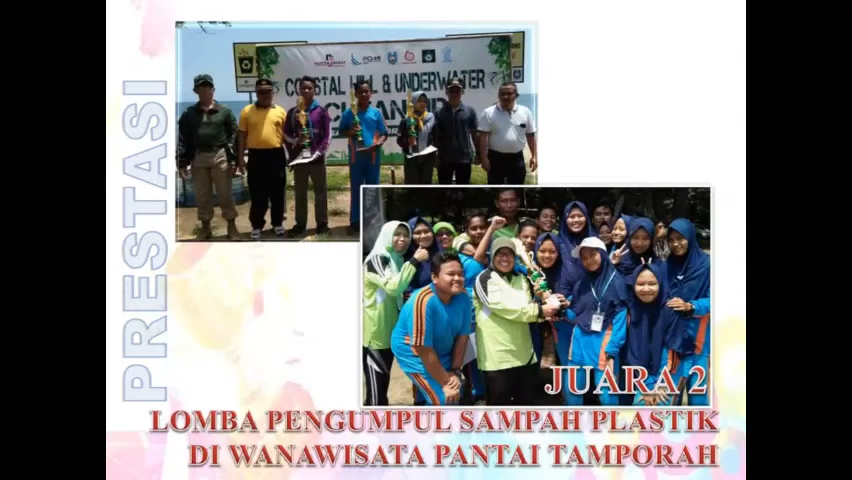 PRESTASI
COASTAL HILL & UNDERWATER
JUARA 2
LOMBA PENGUMPUL SAMPAH PLASTIK
DI WANAWISATA PANTAI TAMPORAH